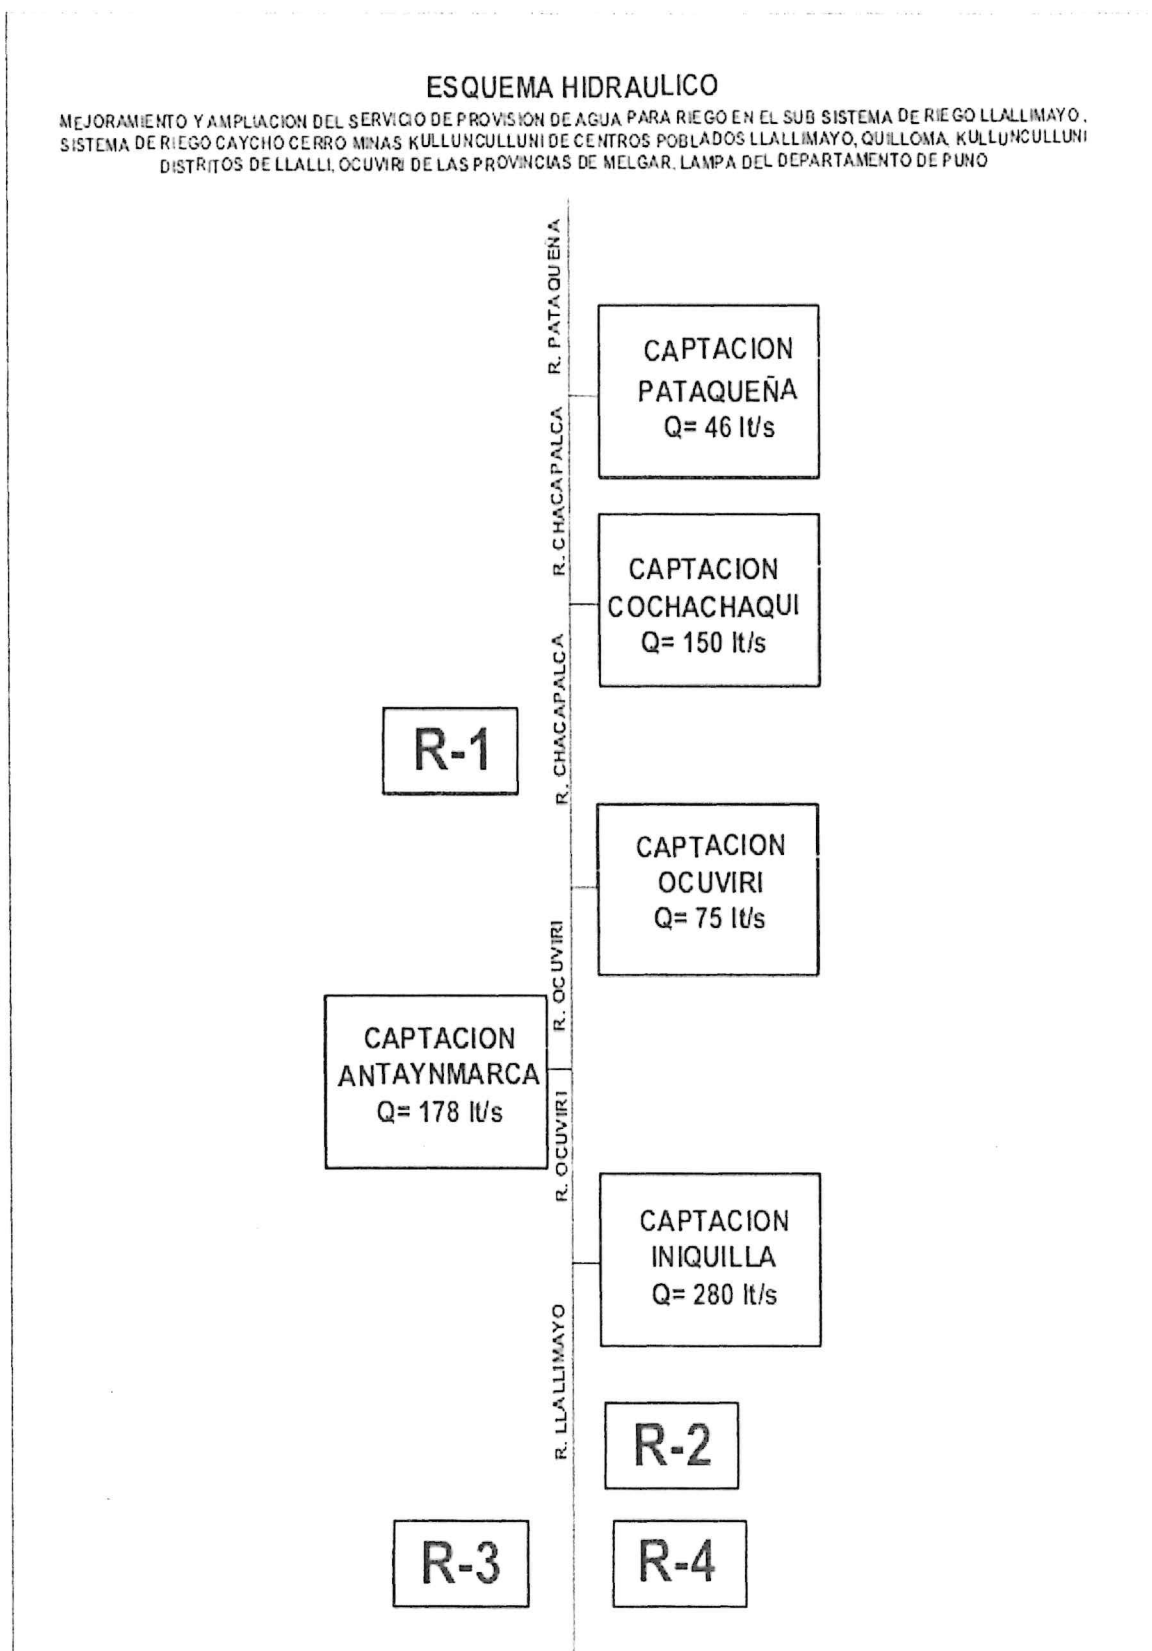 ESQUEMA HIDRAULICO
MEJORAMIENTO Y AMPLIACION DEL SERVICIO DE PROVISION DE AGUA PARA RIEGO EN EL SUB SISTEMA DE RIEGO LLALLIMAYO,
SISTEMA DE RIEGO CAYCHO CERRO MINAS KULLUNCULLUNI DE CENTROS POBLADOS LLALLIMAYO, QUILLOMA, KULLUNCULLUNI
DISTRITOS DE LLALLI, OCUVIRI DE LAS PROVINCIAS DE MELGAR, LAMPA DEL DEPARTAMENTO DE PUNO
R. PATAQUEÑA
CAPTACION
PATAQUEÑA
Q= 46 lt/s
R. CHACAPALCA
CAPTACION
COCHACHAQUI
Q= 150 lt/s
R. CHACAPALCA
R-1
CAPTACION
OCUVIRI
Q= 75 lt/s
R. OCUVIRI
CAPTACION
ANTAYNMARCA
Q= 178 lt/s
R. OCUVIRI
CAPTACION
INIQUILLA
Q= 280 lt/s
R. LLALLIMAYO
R-2
R-3
R-4